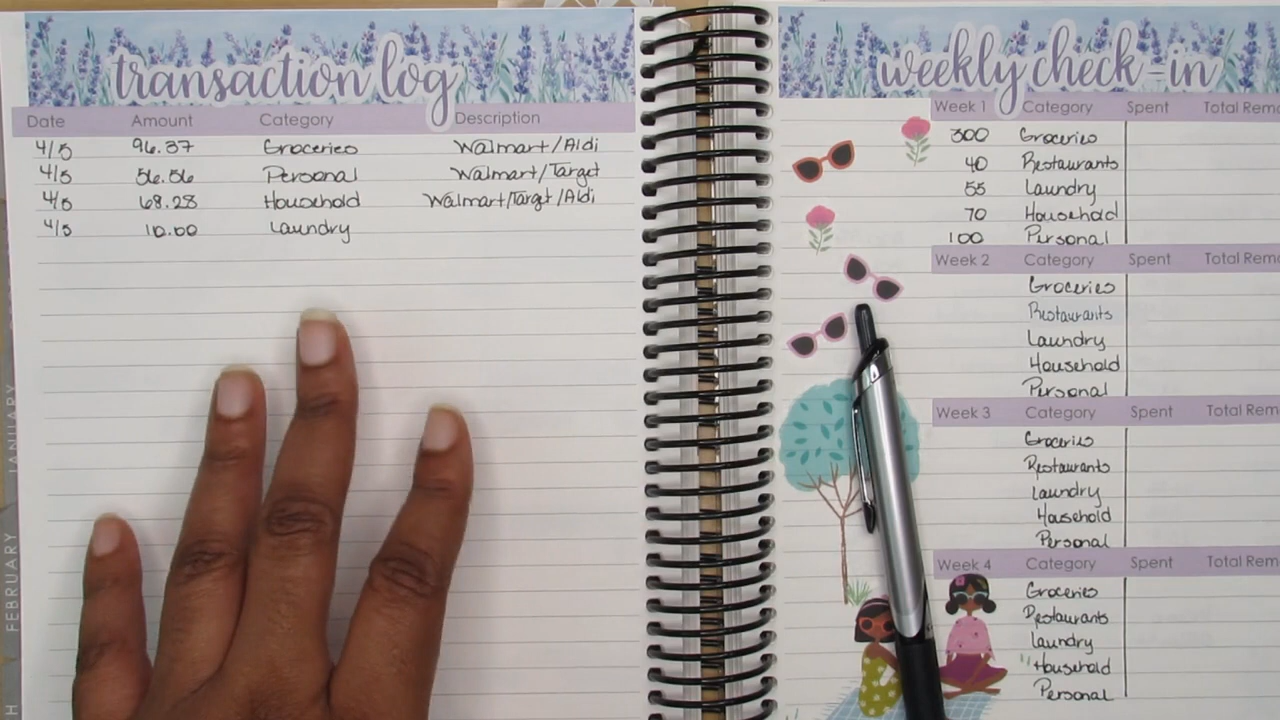 transaction log
Date Amount Category Description
4/5 96.37 Groceries Walmart/Aldi
4/5 56.56 Personal Walmart/Target
4/5 68.28 Household Walmart/Target/Aldi
4/5 10.00 Laundry
weekly check-in
Week 1 Category Spent Total Rema
300 Groceries
40 Restaurants
55 Laundry
70 Household
100 Personal
Week 2 Category Spent Total Rema
Groceries
Restaurants
Laundry
Household
Personal
Week 3 Category Spent Total Rem
Groceries
Restaurants
Laundry
Household
Personal
Week 4 Category Spent Total Rem
Groceries
Restaurants
Laundry
Household
Personal
JANUARY
FEBRUARY
H